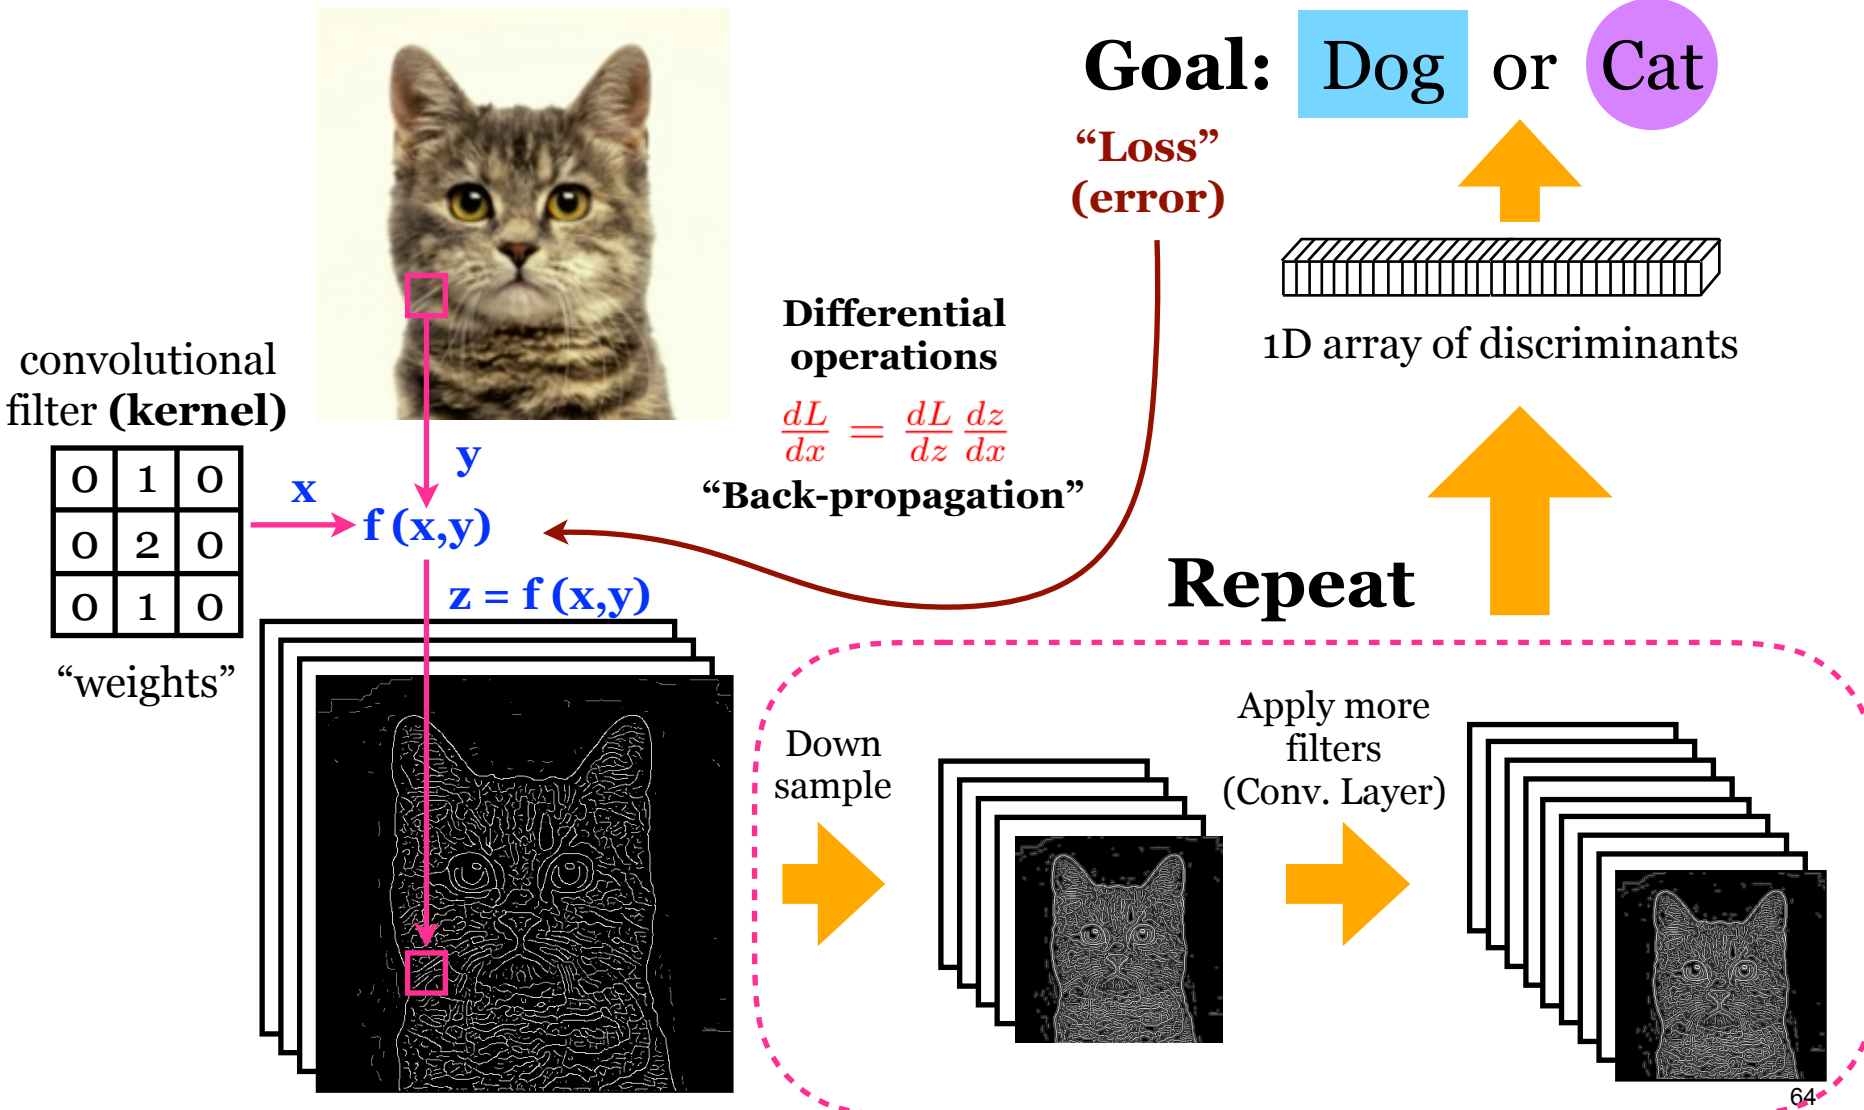 Goal: Dog or Cat
“Loss”
(error)
Differential
operations
dL/dx = dL/dz dz/dx
“Back-propagation”
1D array of discriminants
convolutional
filter (kernel)
0 1 0
0 2 0
0 1 0
“weights”
x
y
f (x,y)
z = f (x,y)
Repeat
Down
sample
Apply more
filters
(Conv. Layer)
64